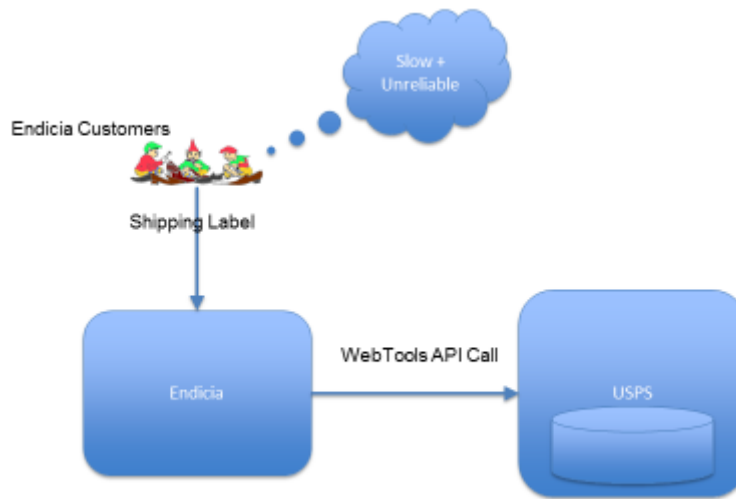 Slow +
Unreliable
Endicia Customers
Shipping Label
WebTools API Call
Endicia
USPS